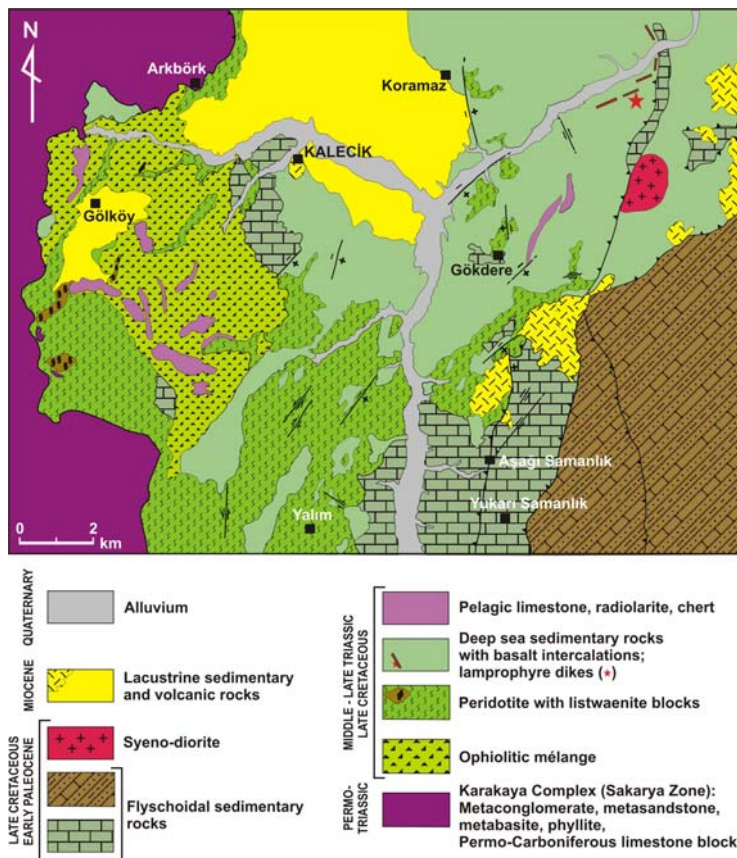 N
Arkbörk
Koramaz
KALECİK
Gölköy
Gökdere
Aşağı Samanlık
Yukarı Samanlık
Yalım
0 2
km
QUATERNARY
Alluvium
MIOCENE
Lacustrine sedimentary
and volcanic rocks
LATE CRETACEOUS
EARLY PALEOCENE
Syeno-diorite
Flyschoidal sedimentary
rocks
MIDDLE - LATE TRIASSIC
LATE CRETACEOUS
Pelagic limestone, radiolarite, chert
Deep sea sedimentary rocks
with basalt intercalations;
lamprophyre dikes (★)
Peridotite with listwaenite blocks
Ophiolitic mélange
PERMO-
TRIASSIC
Karakaya Complex (Sakarya Zone):
Metaconglomerate, metasandstone,
metabasite, phyllite,
Permo-Carboniferous limestone block